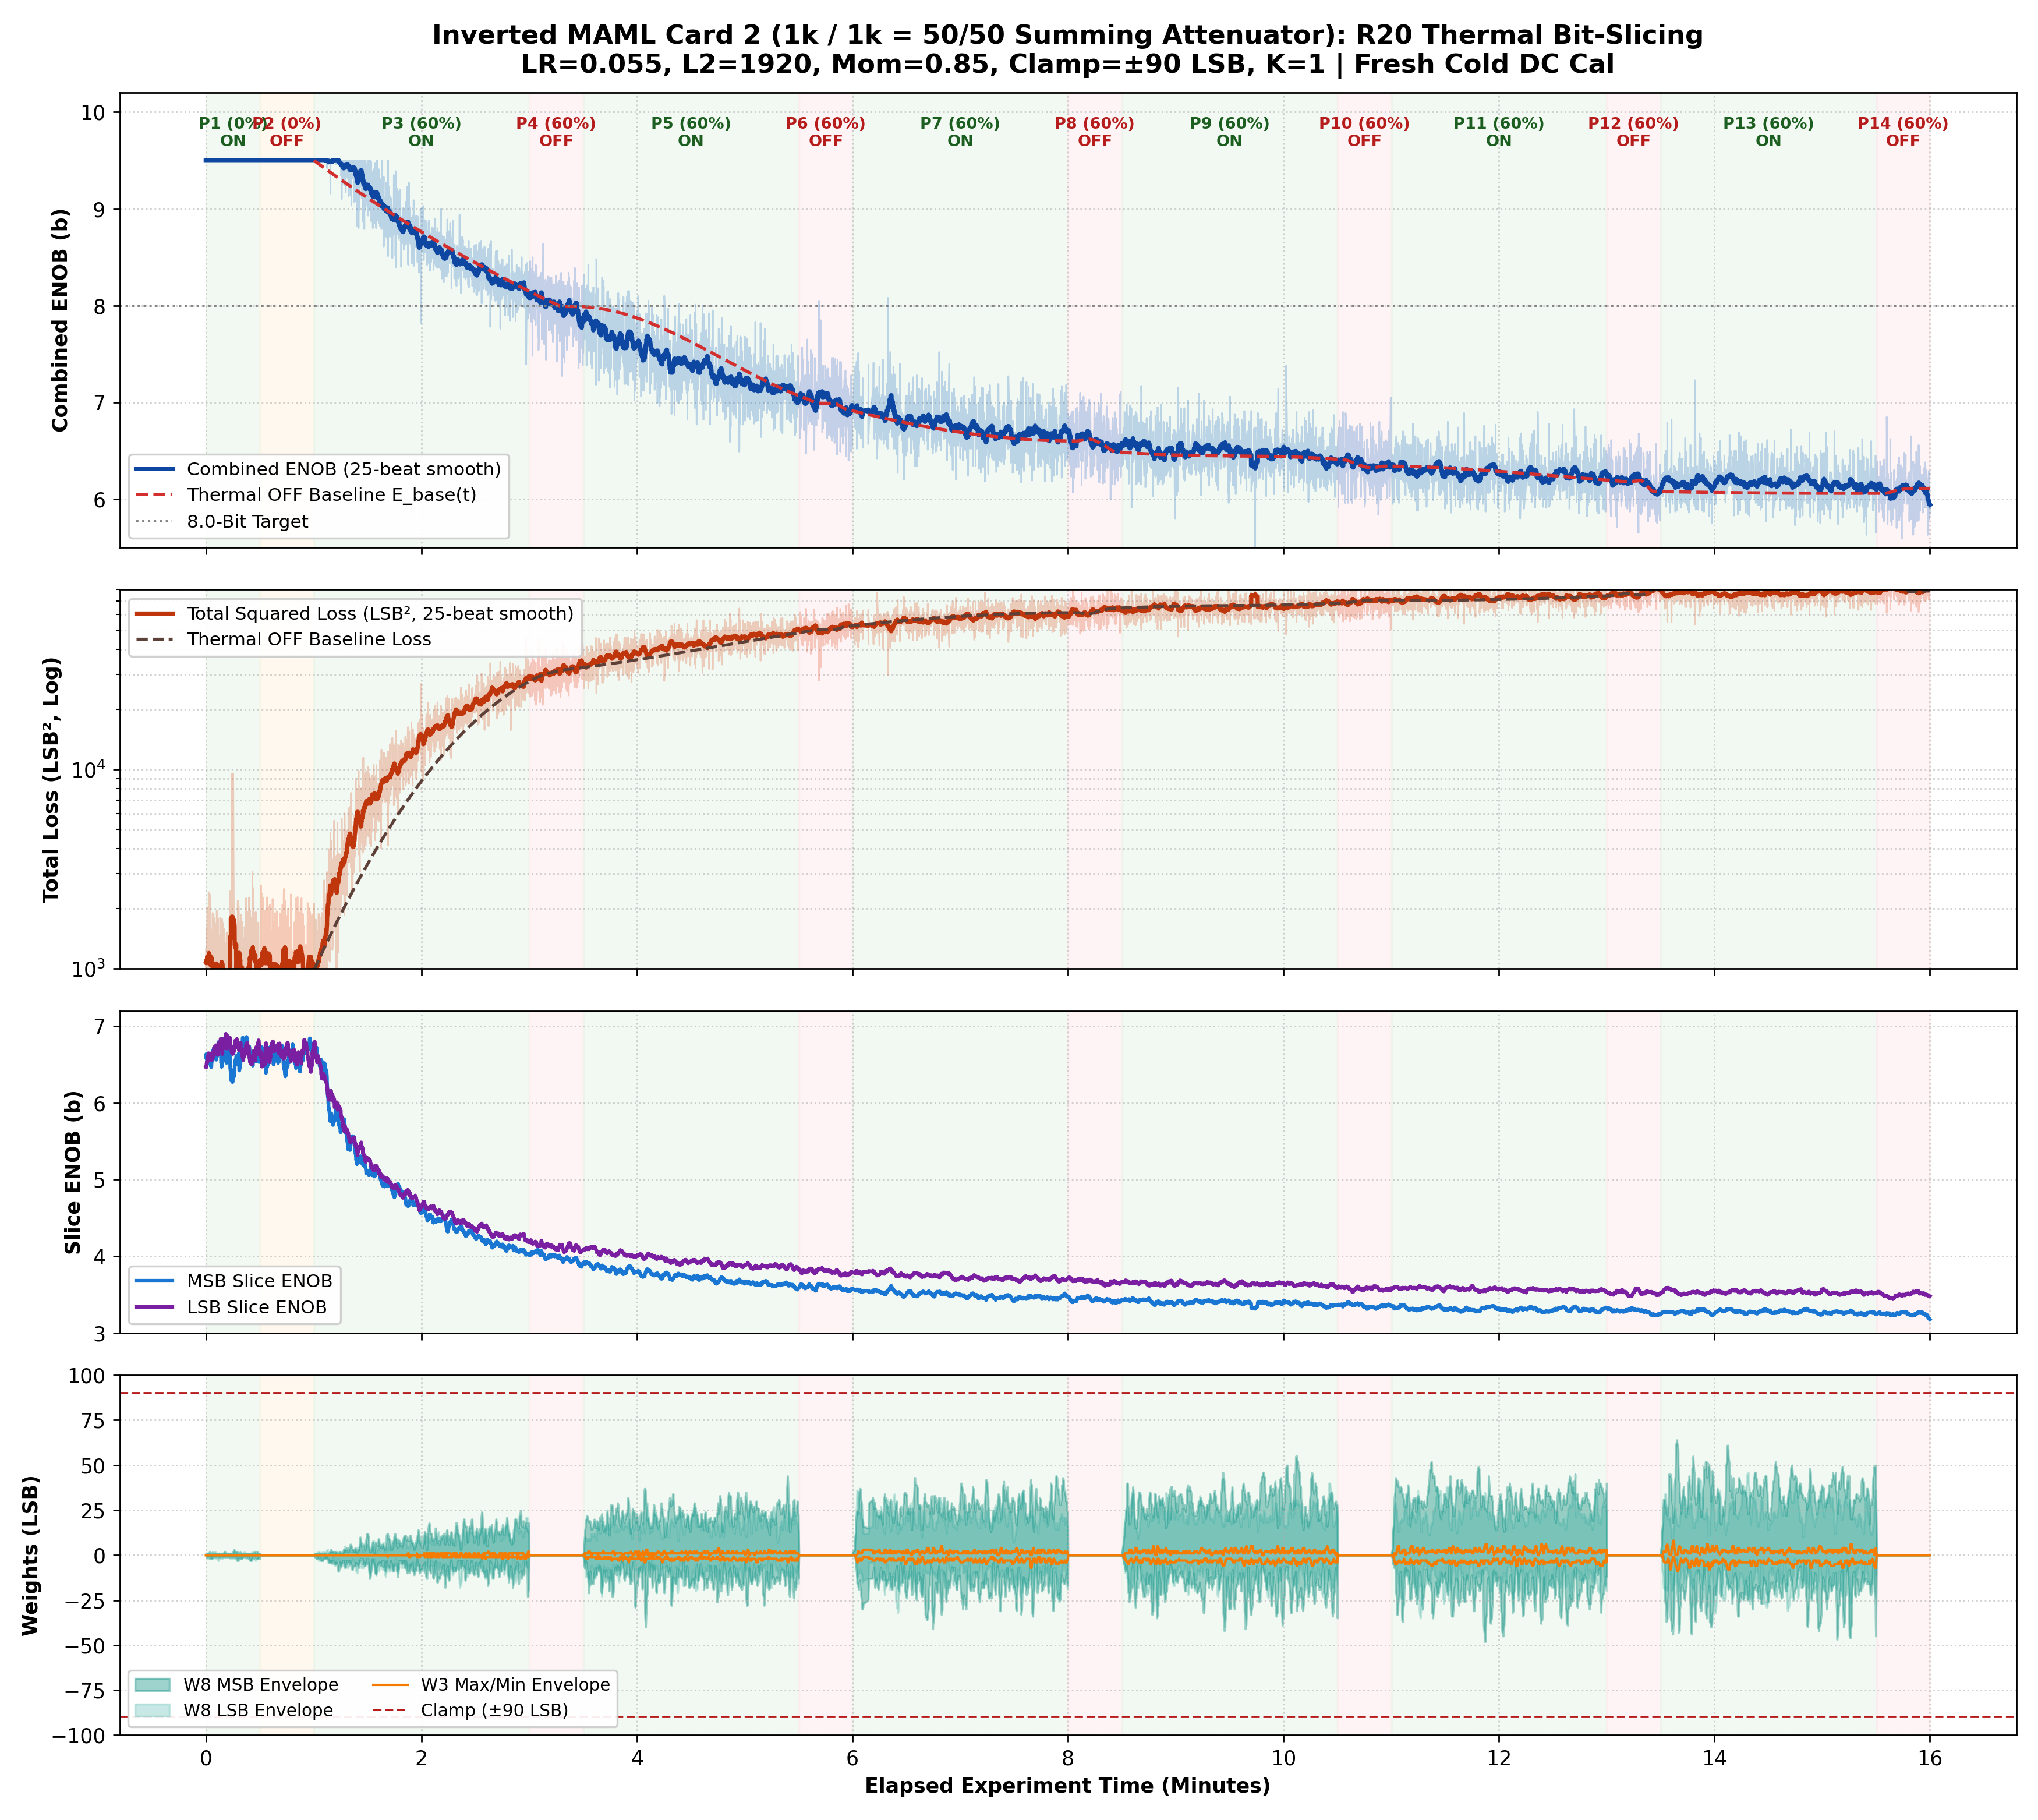 Inverted MAML Card 2 (1k / 1k = 50/50 Summing Attenuator): R20 Thermal Bit-Slicing
LR=0.055, L2=1920, Mom=0.85, Clamp=±90 LSB, K=1 | Fresh Cold DC Cal
P1 (0%)
ON
P2 (0%)
OFF
P3 (60%)
ON
P4 (60%)
OFF
P5 (60%)
ON
P6 (60%)
OFF
P7 (60%)
ON
P8 (60%)
OFF
P9 (60%)
ON
P10 (60%)
OFF
P11 (60%)
ON
P12 (60%)
OFF
P13 (60%)
ON
P14 (60%)
OFF
Combined ENOB (b)
10
9
8
7
6
Combined ENOB (25-beat smooth)
Thermal OFF Baseline E_base(t)
8.0-Bit Target
Total Loss (LSB², Log)
10⁴
10³
Total Squared Loss (LSB², 25-beat smooth)
Thermal OFF Baseline Loss
Slice ENOB (b)
7
6
5
4
3
MSB Slice ENOB
LSB Slice ENOB
Weights (LSB)
100
75
50
25
0
−25
−50
−75
−100
W8 MSB Envelope
W8 LSB Envelope
W3 Max/Min Envelope
Clamp (±90 LSB)
0 2 4 6 8 10 12 14 16
Elapsed Experiment Time (Minutes)